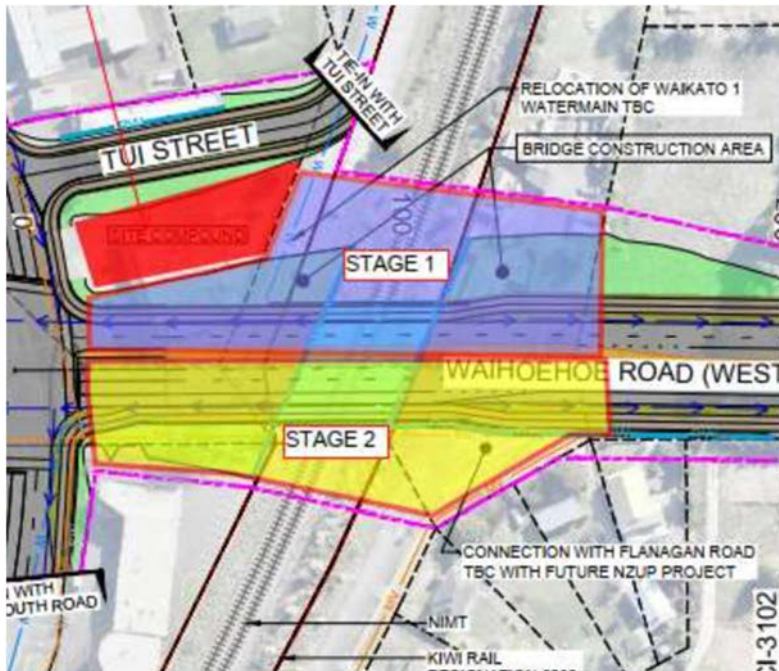 TIE-IN WITH
TUI STREET
RELOCATION OF WAIKATO 1
WATERMAIN TBC
TUI STREET
BRIDGE CONSTRUCTION AREA
100
SITE COMPOUND
STAGE 1
WAIHOEHOE ROAD (WEST
STAGE 2
CONNECTION WITH FLANAGAN ROAD
TBC WITH FUTURE NZUP PROJECT
WITH
OUTH ROAD
NIMT
KIWI RAIL
-3102